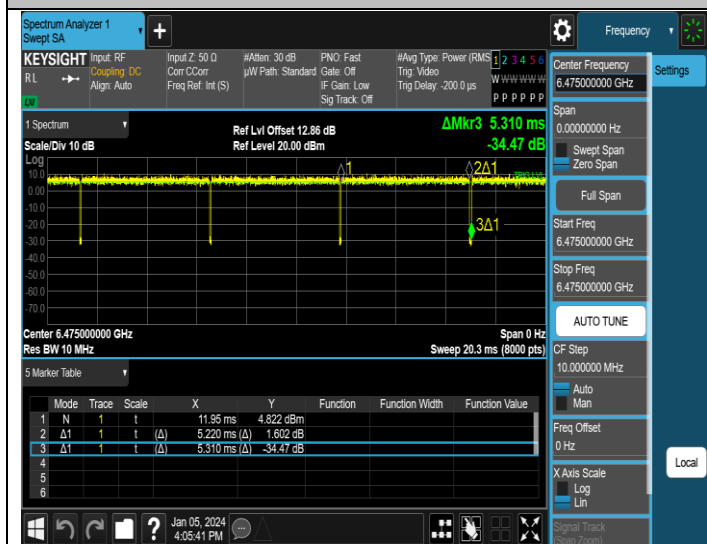 Spectrum Analyzer 1
Swept SA
+
Frequency
KEYSIGHT
RL
LXI
Input: RF
Coupling: DC
Align: Auto
Input Z: 50 Ω
Corr CCorr
Freq Ref: Int (S)
#Atten: 30 dB
µW Path: Standard
PNO: Fast
Gate: Off
IF Gain: Low
Sig Track: Off
#Avg Type: Power (RMS
Trig: Video
Trig Delay: -200.0 µs
1 2 3 4 5 6
W W W W W W
P P P P P P
Center Frequency
6.475000000 GHz
Settings
Span
0.00000000 Hz
Swept Span
Zero Span
Full Span
Start Freq
6.475000000 GHz
Stop Freq
6.475000000 GHz
AUTO TUNE
CF Step
10.000000 MHz
Auto
Man
Freq Offset
0 Hz
X Axis Scale
Log
Lin
Signal Track
(Span Zoom)
Local
1 Spectrum
Scale/Div 10 dB
Ref Lvl Offset 12.86 dB
Ref Level 20.00 dBm
ΔMkr3 5.310 ms
-34.47 dB
Log
10.0
0.00
-10.0
-20.0
-30.0
-40.0
-50.0
-60.0
-70.0
1
2Δ1
TRIG LVL
3Δ1
Center 6.475000000 GHz
Res BW 10 MHz
Span 0 Hz
Sweep 20.3 ms (8000 pts)
5 Marker Table
Mode Trace Scale X Y Function Function Width Function Value
1 N 1 t 11.95 ms 4.822 dBm
2 Δ1 1 t (Δ) 5.220 ms (Δ) 1.602 dB
3 Δ1 1 t (Δ) 5.310 ms (Δ) -34.47 dB
4
5
6
?
Jan 05, 2024
4:05:41 PM